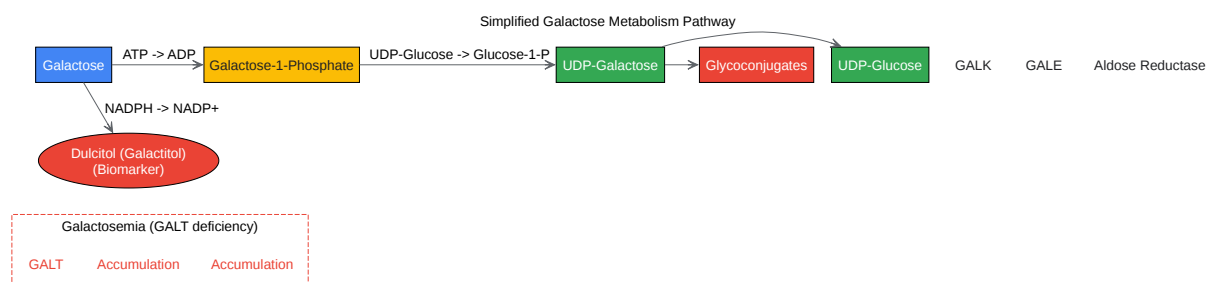 Simplified Galactose Metabolism Pathway
Galactose
ATP -> ADP
Galactose-1-Phosphate
UDP-Glucose -> Glucose-1-P
UDP-Galactose
Glycoconjugates
UDP-Glucose
GALK
GALE
Aldose Reductase
NADPH -> NADP+
Dulcitol (Galactitol)
(Biomarker)
Galactosemia (GALT deficiency)
GALT
Accumulation
Accumulation